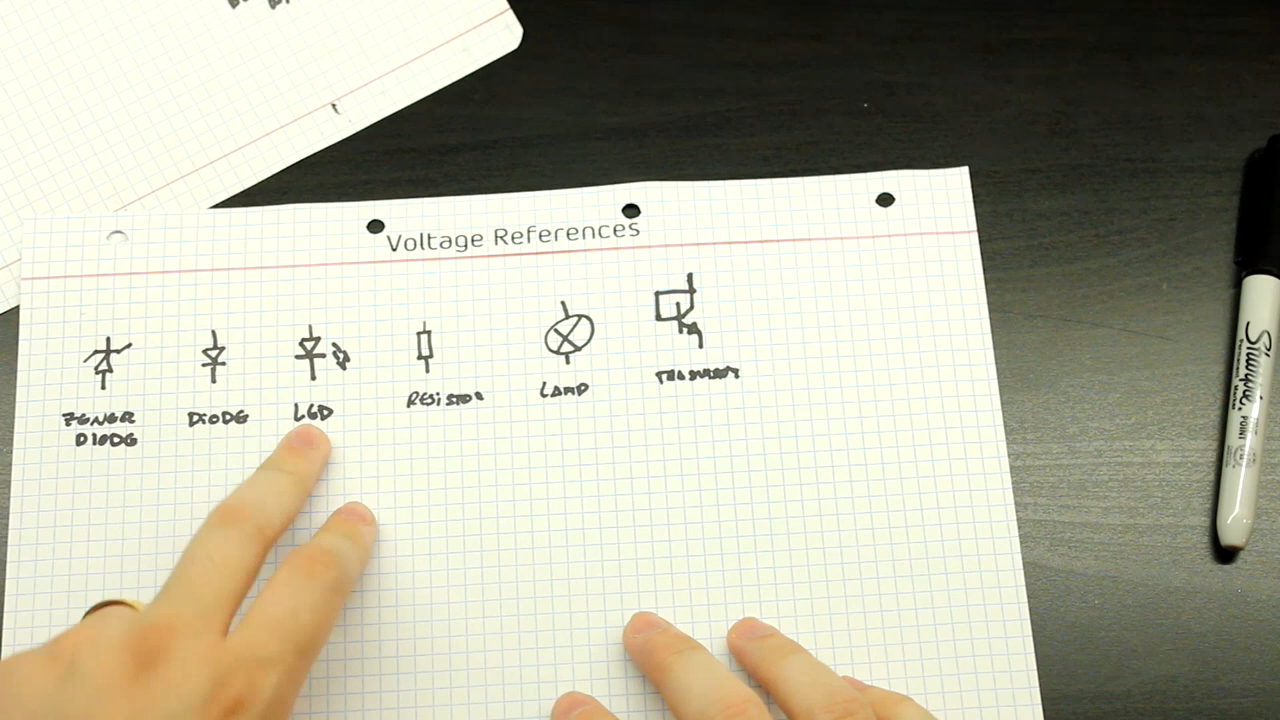 Voltage References
ZENER
DIODE
DIODE
LED
RESISTOR
LAMP
Sharpie.